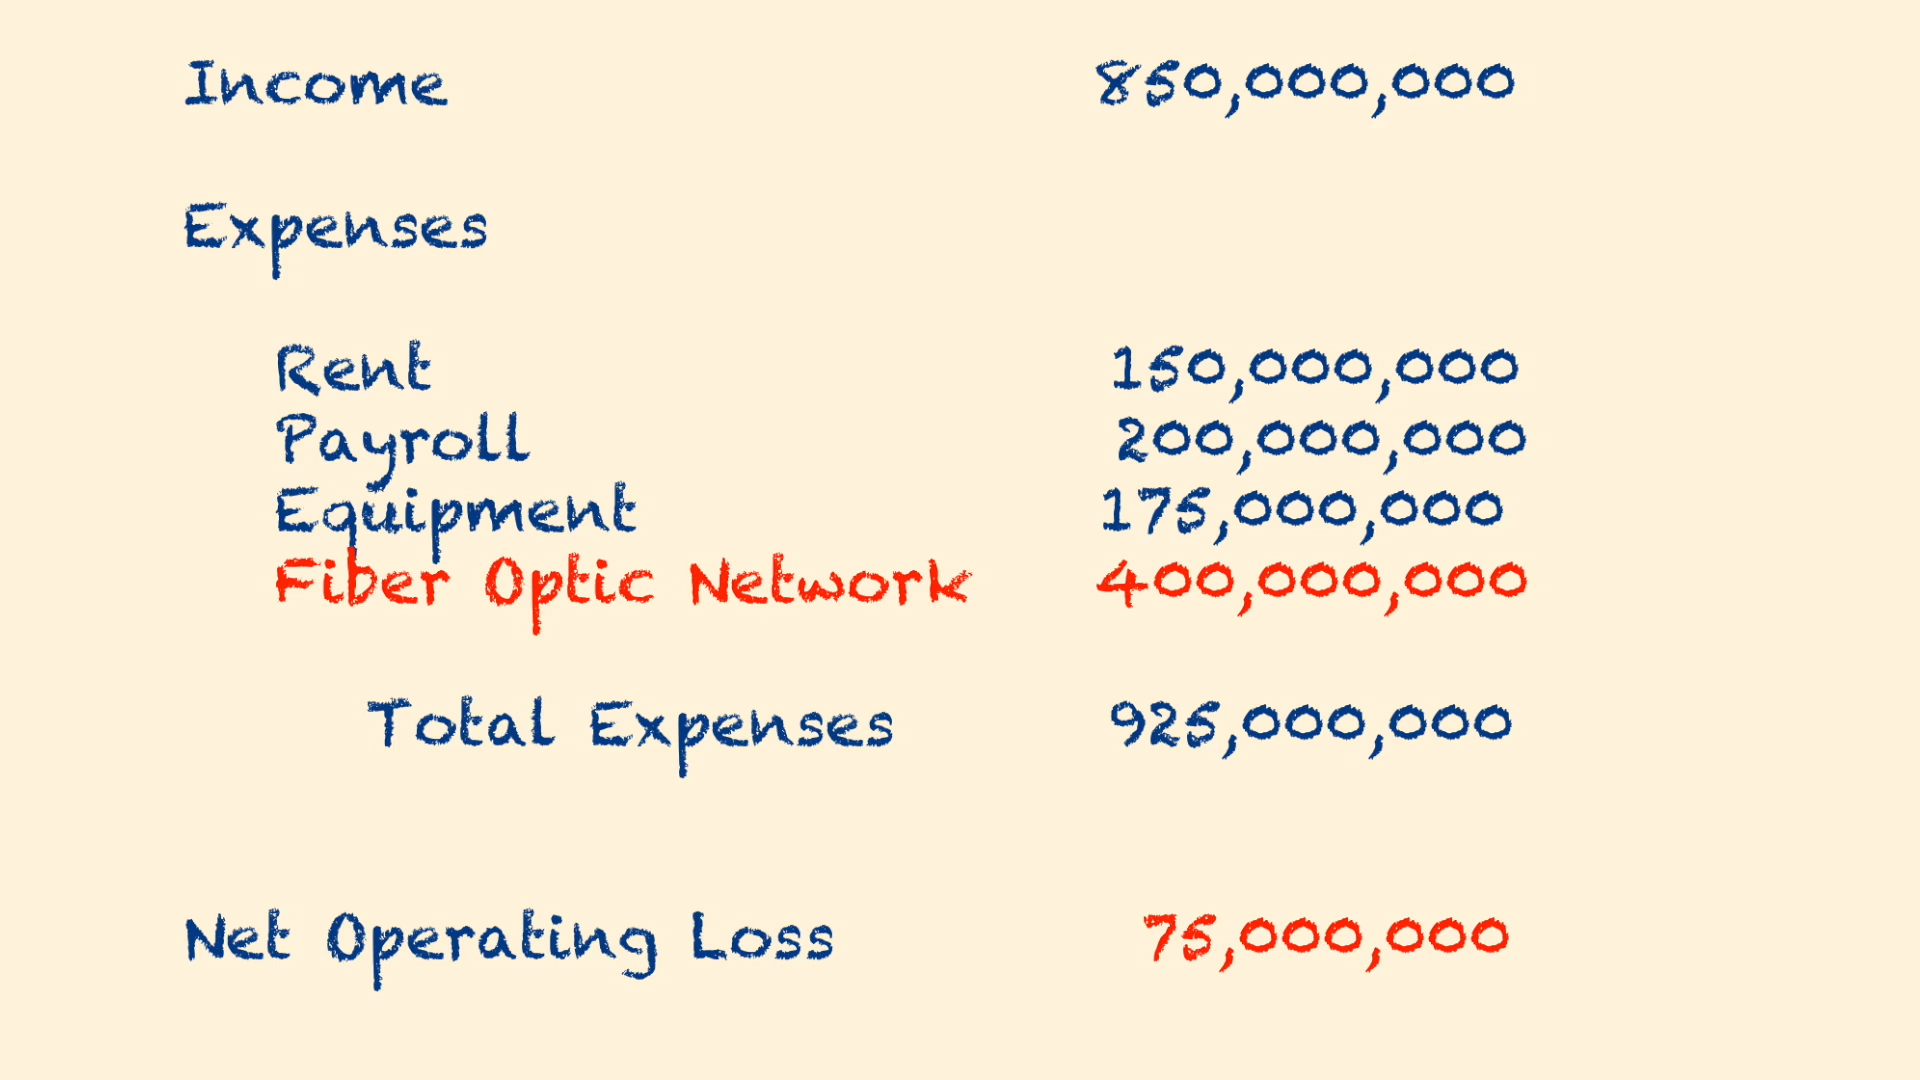 Income 850,000,000
Expenses
Rent 150,000,000
Payroll 200,000,000
Equipment 175,000,000
Fiber Optic Network 400,000,000
Total Expenses 925,000,000
Net Operating Loss 75,000,000